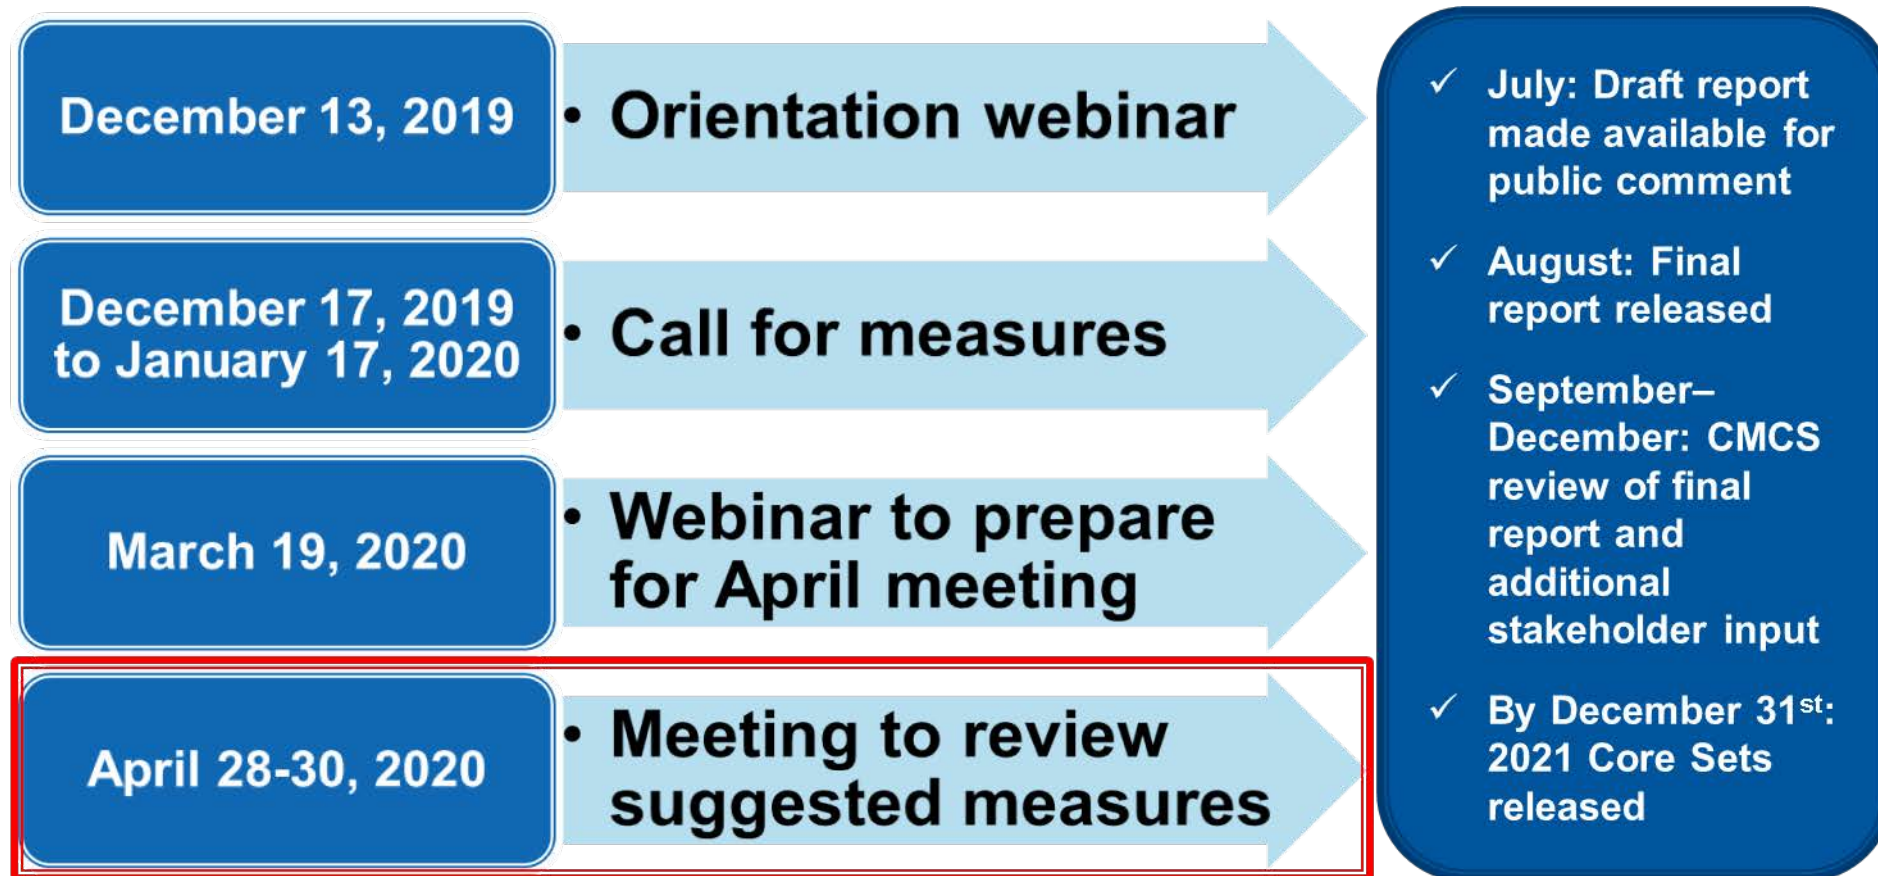 December 13, 2019
• Orientation webinar
December 17, 2019
to January 17, 2020
• Call for measures
March 19, 2020
• Webinar to prepare
for April meeting
April 28-30, 2020
• Meeting to review
suggested measures
✓ July: Draft report
made available for
public comment
✓ August: Final
report released
✓ September–
December: CMCS
review of final
report and
additional
stakeholder input
✓ By December 31st:
2021 Core Sets
released